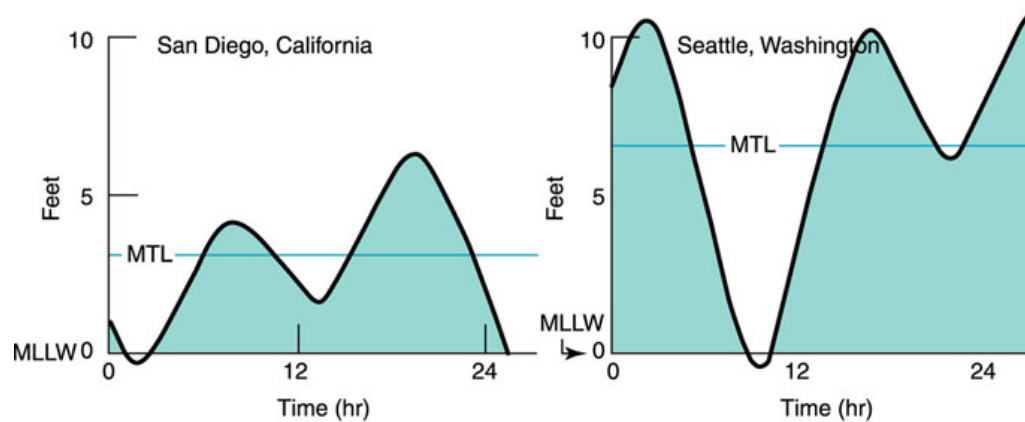 San Diego, California
10
5
Feet
MTL
MLLW 0
0 12 24
Time (hr)
Seattle, Washington
10
5
Feet
MTL
MLLW
0
0 12 24
Time (hr)